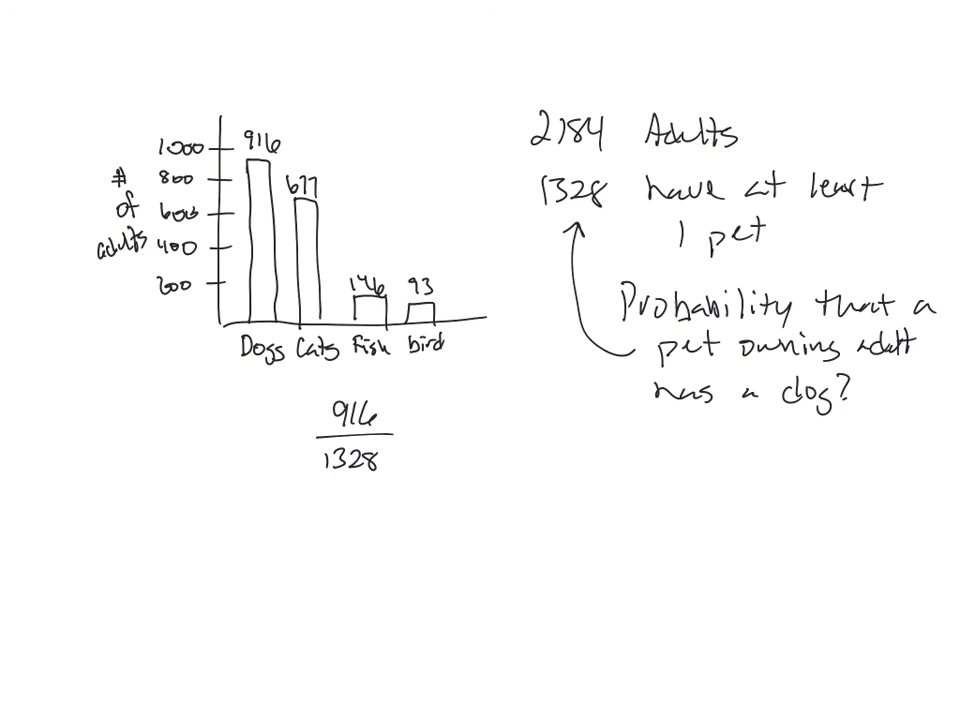 2184 Adults
1328 have at least
1 pet
Probability that a
pet owning adult
has a dog?
#
of
adults
1000
800
600
400
200
916
677
146
93
Dogs Cats Fish bird
916
1328